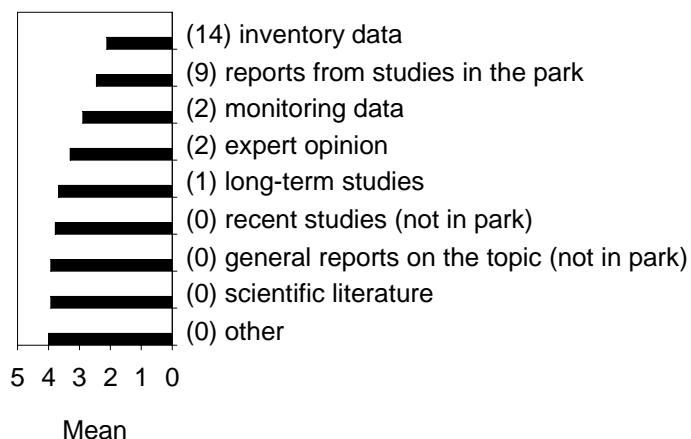 (14) inventory data
(9) reports from studies in the park
(2) monitoring data
(2) expert opinion
(1) long-term studies
(0) recent studies (not in park)
(0) general reports on the topic (not in park)
(0) scientific literature
(0) other
5 4 3 2 1 0
Mean